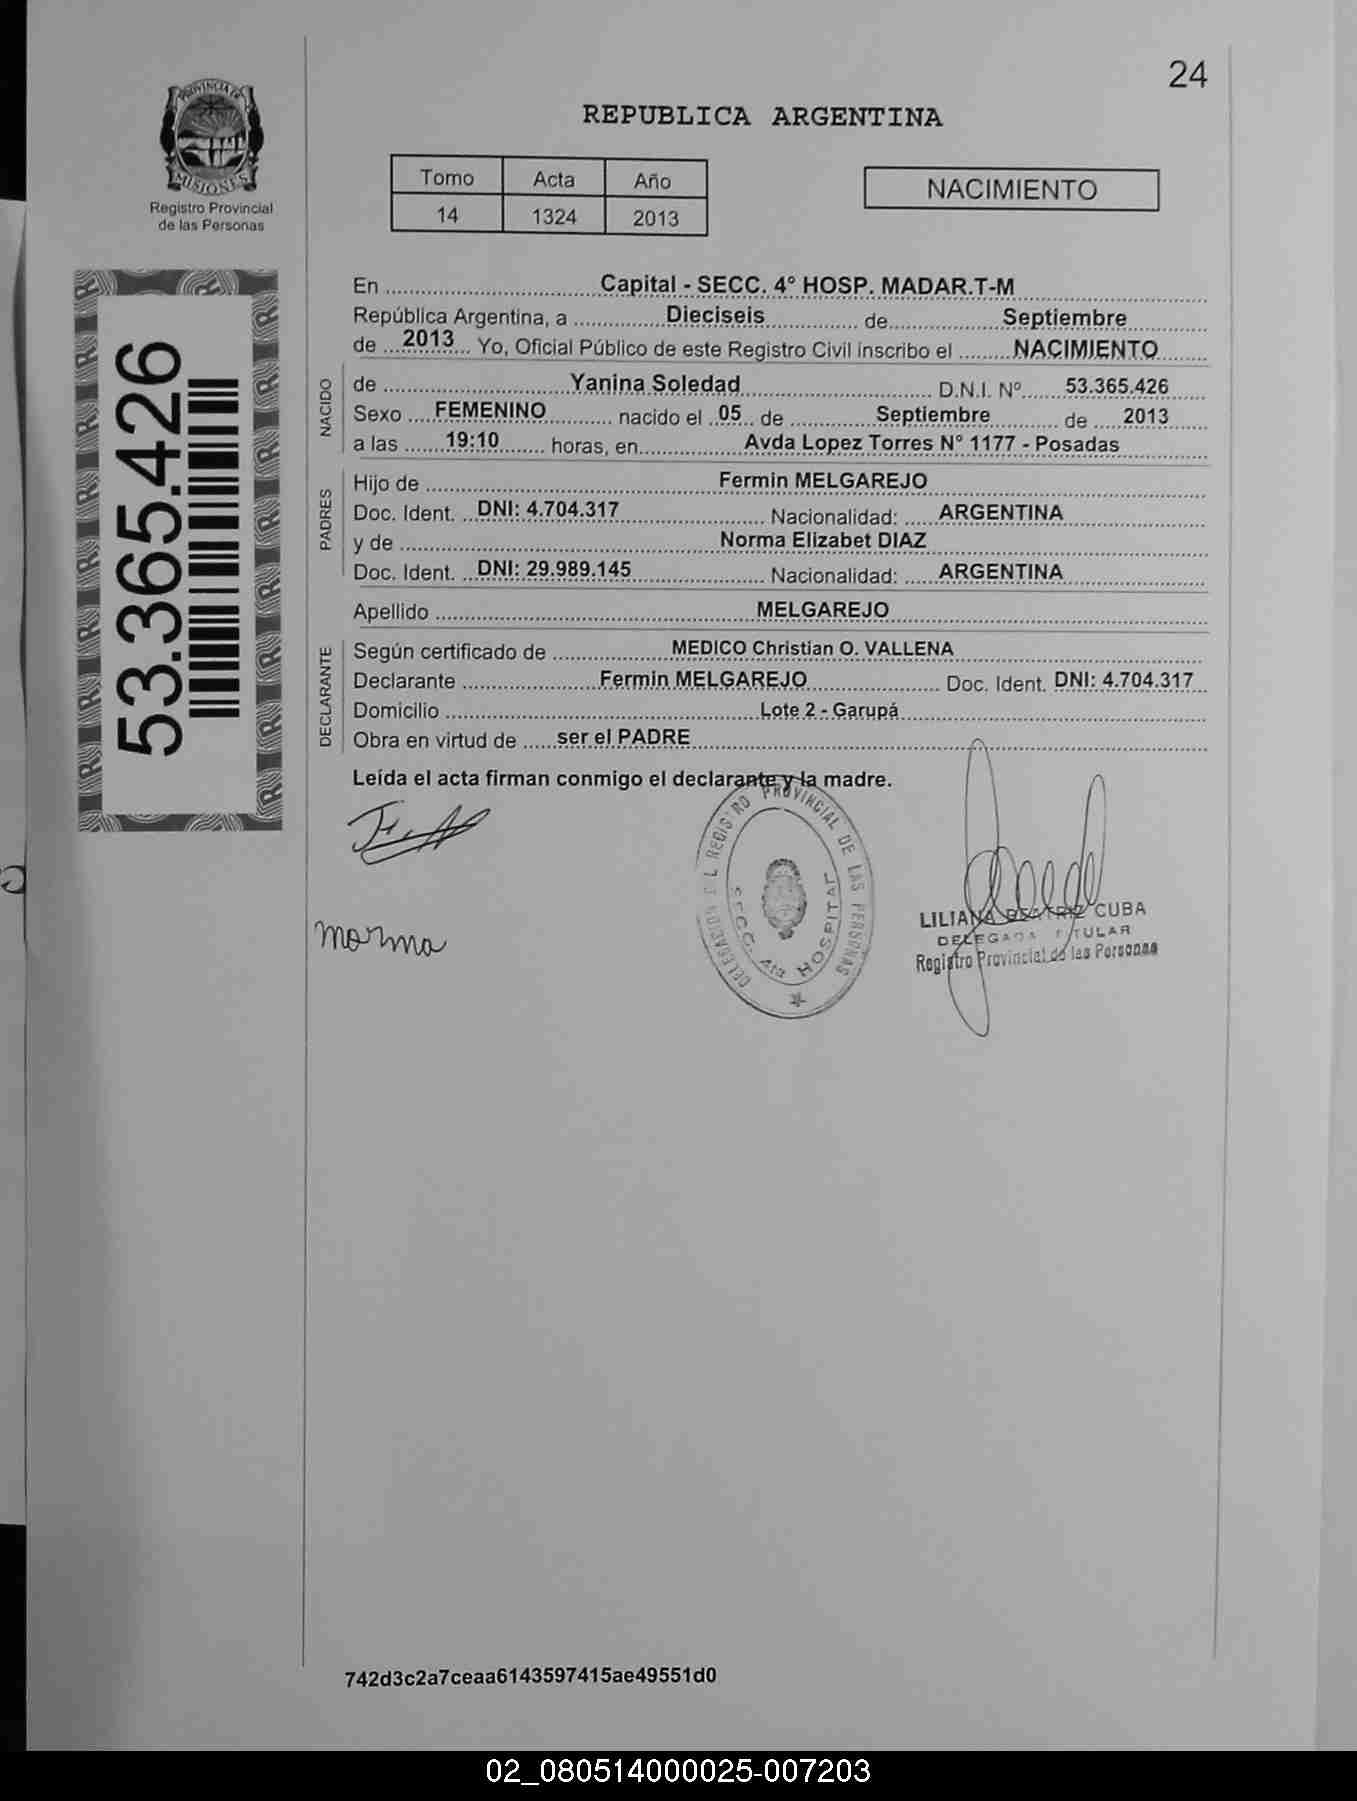 24
PROVINCIA DE
MISIONES
Registro Provincial
de las Personas
REPUBLICA ARGENTINA
Tomo Acta Año
14 1324 2013
NACIMIENTO
53.365.426
En Capital - SECC. 4° HOSP. MADAR.T-M
República Argentina, a Dieciseis de Septiembre
de 2013 Yo, Oficial Público de este Registro Civil inscribo el NACIMIENTO
NACIDO
de Yanina Soledad D.N.I. Nº 53.365.426
Sexo FEMENINO nacido el 05 de Septiembre de 2013
a las 19:10 horas, en Avda Lopez Torres N° 1177 - Posadas
PADRES
Hijo de Fermin MELGAREJO
Doc. Ident. DNI: 4.704.317 Nacionalidad: ARGENTINA
y de Norma Elizabet DIAZ
Doc. Ident. DNI: 29.989.145 Nacionalidad: ARGENTINA
Apellido MELGAREJO
DECLARANTE
Según certificado de MEDICO Christian O. VALLENA
Declarante Fermin MELGAREJO Doc. Ident. DNI: 4.704.317
Domicilio Lote 2 - Garupá
Obra en virtud de ser el PADRE
Leída el acta firman conmigo el declarante y la madre.
DELEGACION REGISTRO PROVINCIAL DE LAS PERSONAS
SECC. 4ta HOSPITAL
norma
LILIANA BEATRIZ CUBA
DELEGADA TITULAR
Registro Provincial de las Personas
742d3c2a7ceaa6143597415ae49551d0
02_080514000025-007203